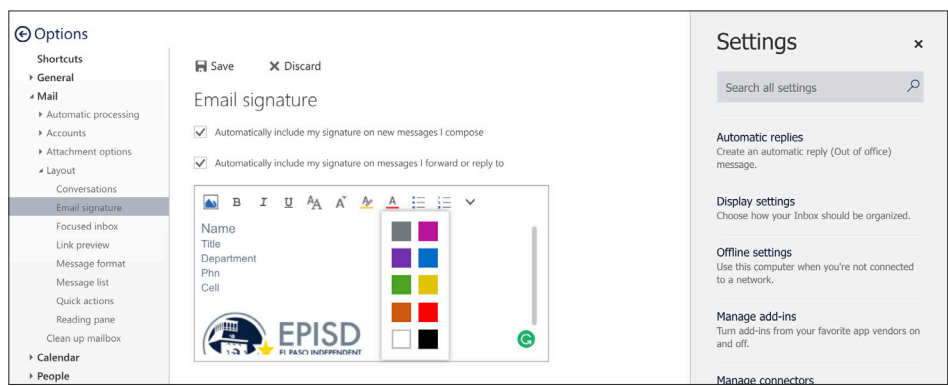 Options
Shortcuts
General
Mail
Automatic processing
Accounts
Attachment options
Layout
Conversations
Email signature
Focused inbox
Link preview
Message format
Message list
Quick actions
Reading pane
Clean up mailbox
Calendar
People
Save Discard
Email signature
Automatically include my signature on new messages I compose
Automatically include my signature on messages I forward or reply to
B I U AA A A
Name
Title
Department
Phn
Cell
EPISD
EL PASO INDEPENDENT
Settings
Search all settings
Automatic replies
Create an automatic reply (Out of office)
message.
Display settings
Choose how your Inbox should be organized.
Offline settings
Use this computer when you're not connected
to a network.
Manage add-ins
Turn add-ins from your favorite app vendors on
and off.
Manage connectors